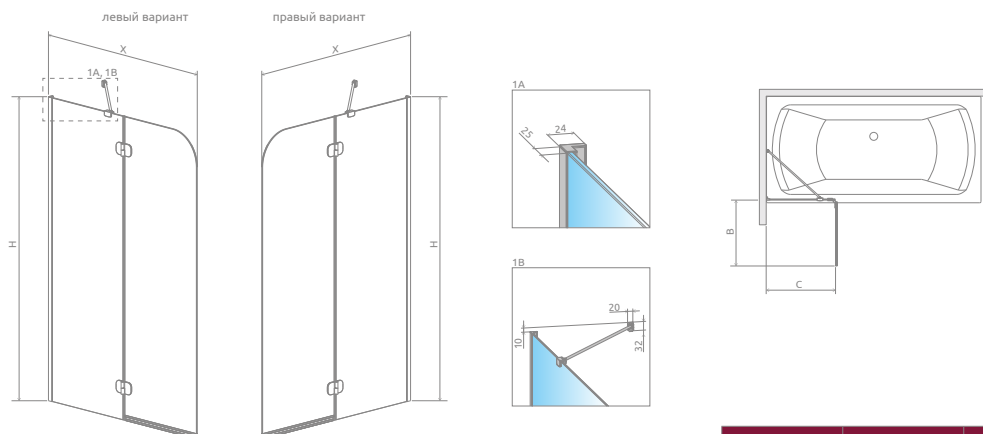 левый вариант
правый вариант
X
X
1A, 1B
H
H
1A
25
24
1B
20
10
32
B
C